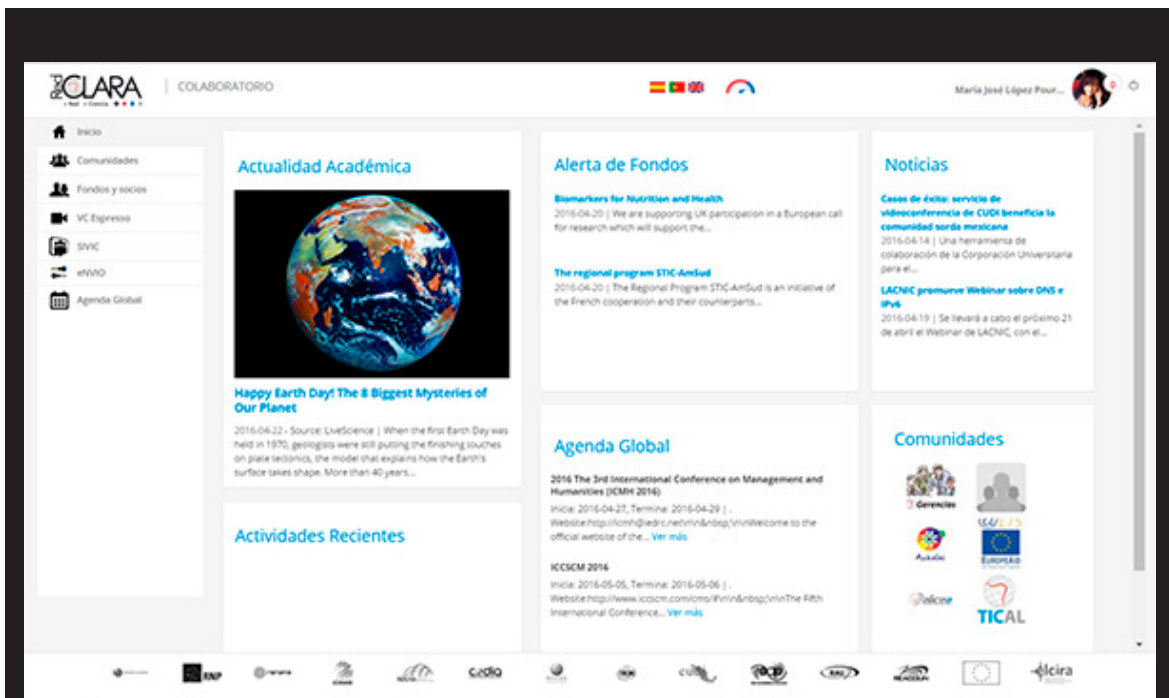 Red CLARA
COLABORATORIO
María José López Pour...
Inicio
Comunidades
Fondos y socios
VC Espresso
SIVIC
eNVIO
Agenda Global
Actualidad Académica
Happy Earth Day! The 8 Biggest Mysteries of
Our Planet
2016-04-22 - Source: LiveScience | When the first Earth Day was
held in 1970, geologists were still putting the finishing touches
on plate tectonics, the model that explains how the Earth's
surface takes shape. More than 40 years...
Actividades Recientes
Alerta de Fondos
Biomarkers for Nutrition and Health
2016-04-20 | We are supporting UK participation in a European call
for research which will support the...
The regional program STIC-AmSud
2016-04-20 | The Regional Program STIC-AmSud is an initiative of
the French cooperation and their counterparts...
Agenda Global
2016 The 3rd International Conference on Management and
Humanities (ICMH 2016)
Inicia: 2016-04-27, Termina: 2016-04-29 | .
Website:http://icmh@iedrc.net\r\n&nbsp;\r\nWelcome to the
official website of the... Ver más
ICCSCM 2016
Inicia: 2016-05-05, Termina: 2016-05-06 | .
Website:http://www.iccscm.com/cms/#\r\n&nbsp;\r\nThe Fifth
International Conference... Ver más
Noticias
Casos de éxito: servicio de
videoconferencia de CUDI beneficia la
comunidad sorda mexicana
2016-04-14 | Una herramienta de
colaboración de la Corporación Universitaria
para el...
LACNIC promueve Webinar sobre DNS e
IPv6
2016-04-19 | Se llevará a cabo el próximo 21
de abril el Webinar de LACNIC, con el...
Comunidades
Gerencias
TICAL
RNP
cudi
elcira